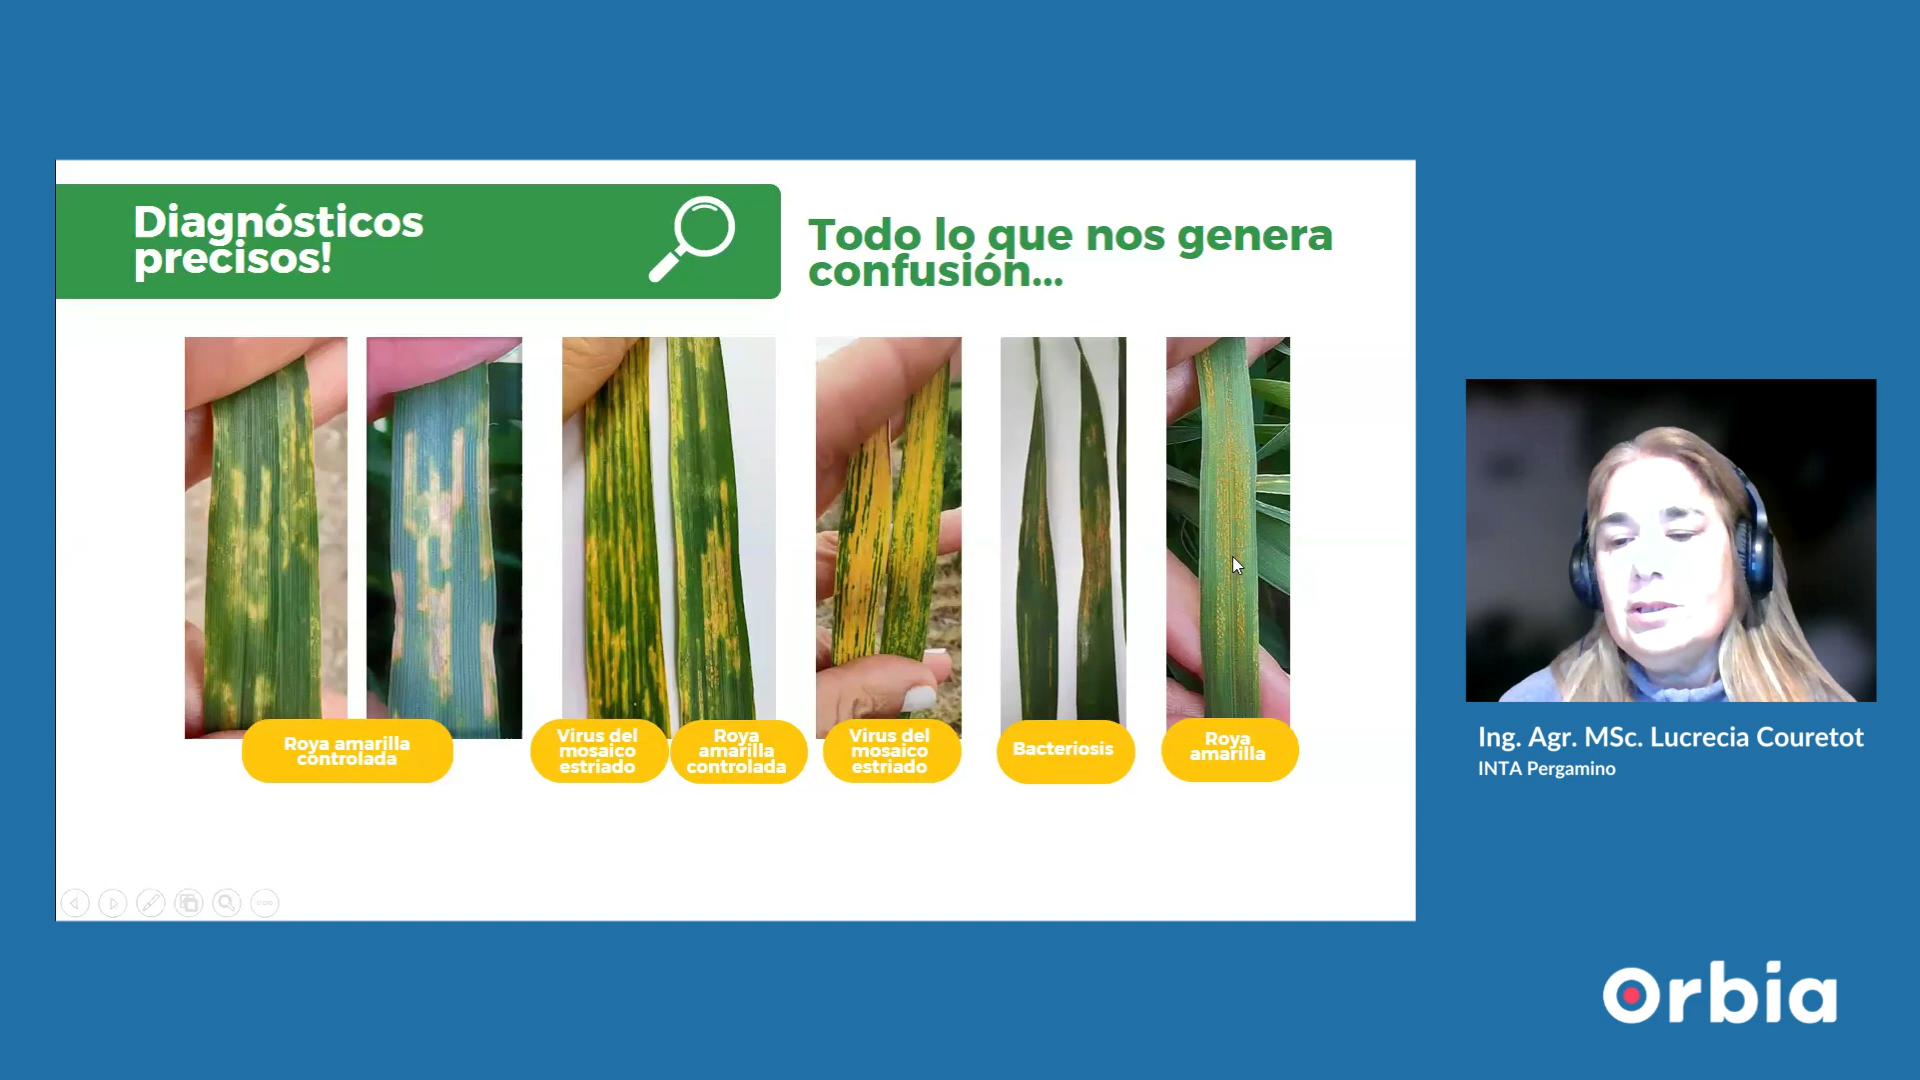 Diagnósticos
precisos!
Todo lo que nos genera
confusión...
Roya amarilla
controlada
Virus del
mosaico
estriado
Roya
amarilla
controlada
Virus del
mosaico
estriado
Bacteriosis
Roya
amarilla
Ing. Agr. MSc. Lucrecia Couretot
INTA Pergamino
Orbia